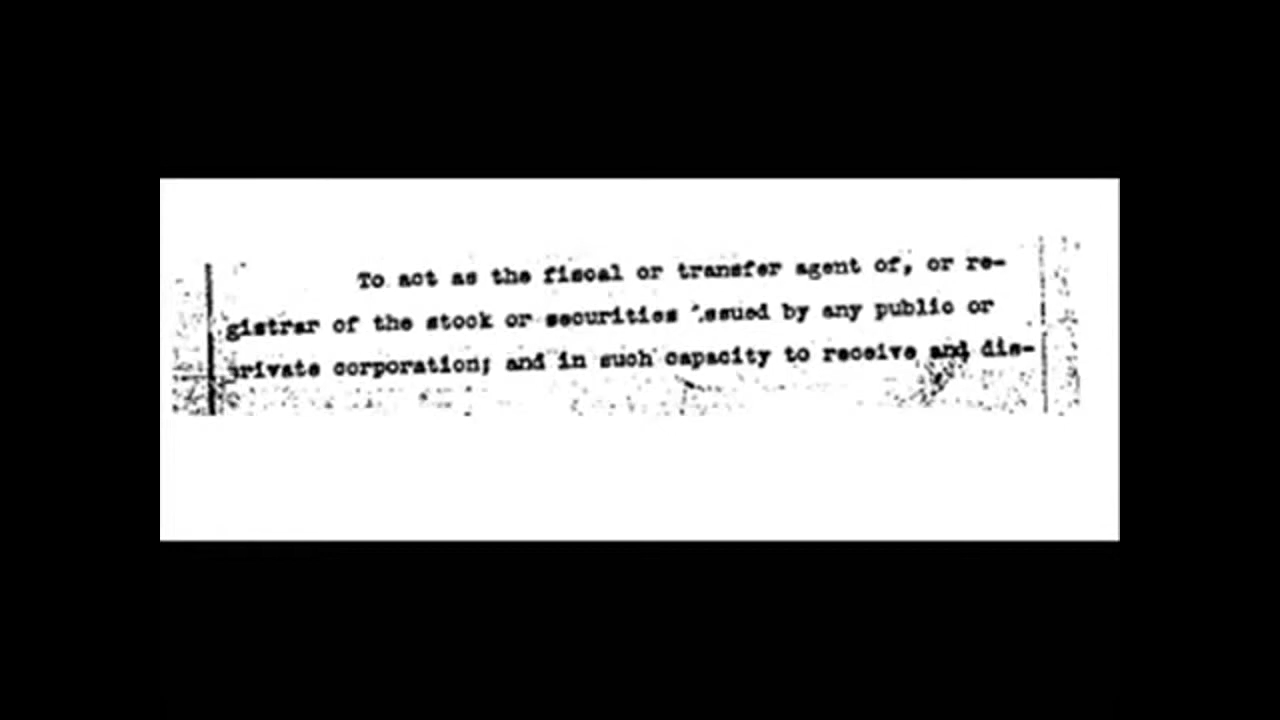 To act as the fiscal or transfer agent of, or re-
gistrar of the stock or securities issued by any public or
private corporation; and in such capacity to receive and dis-